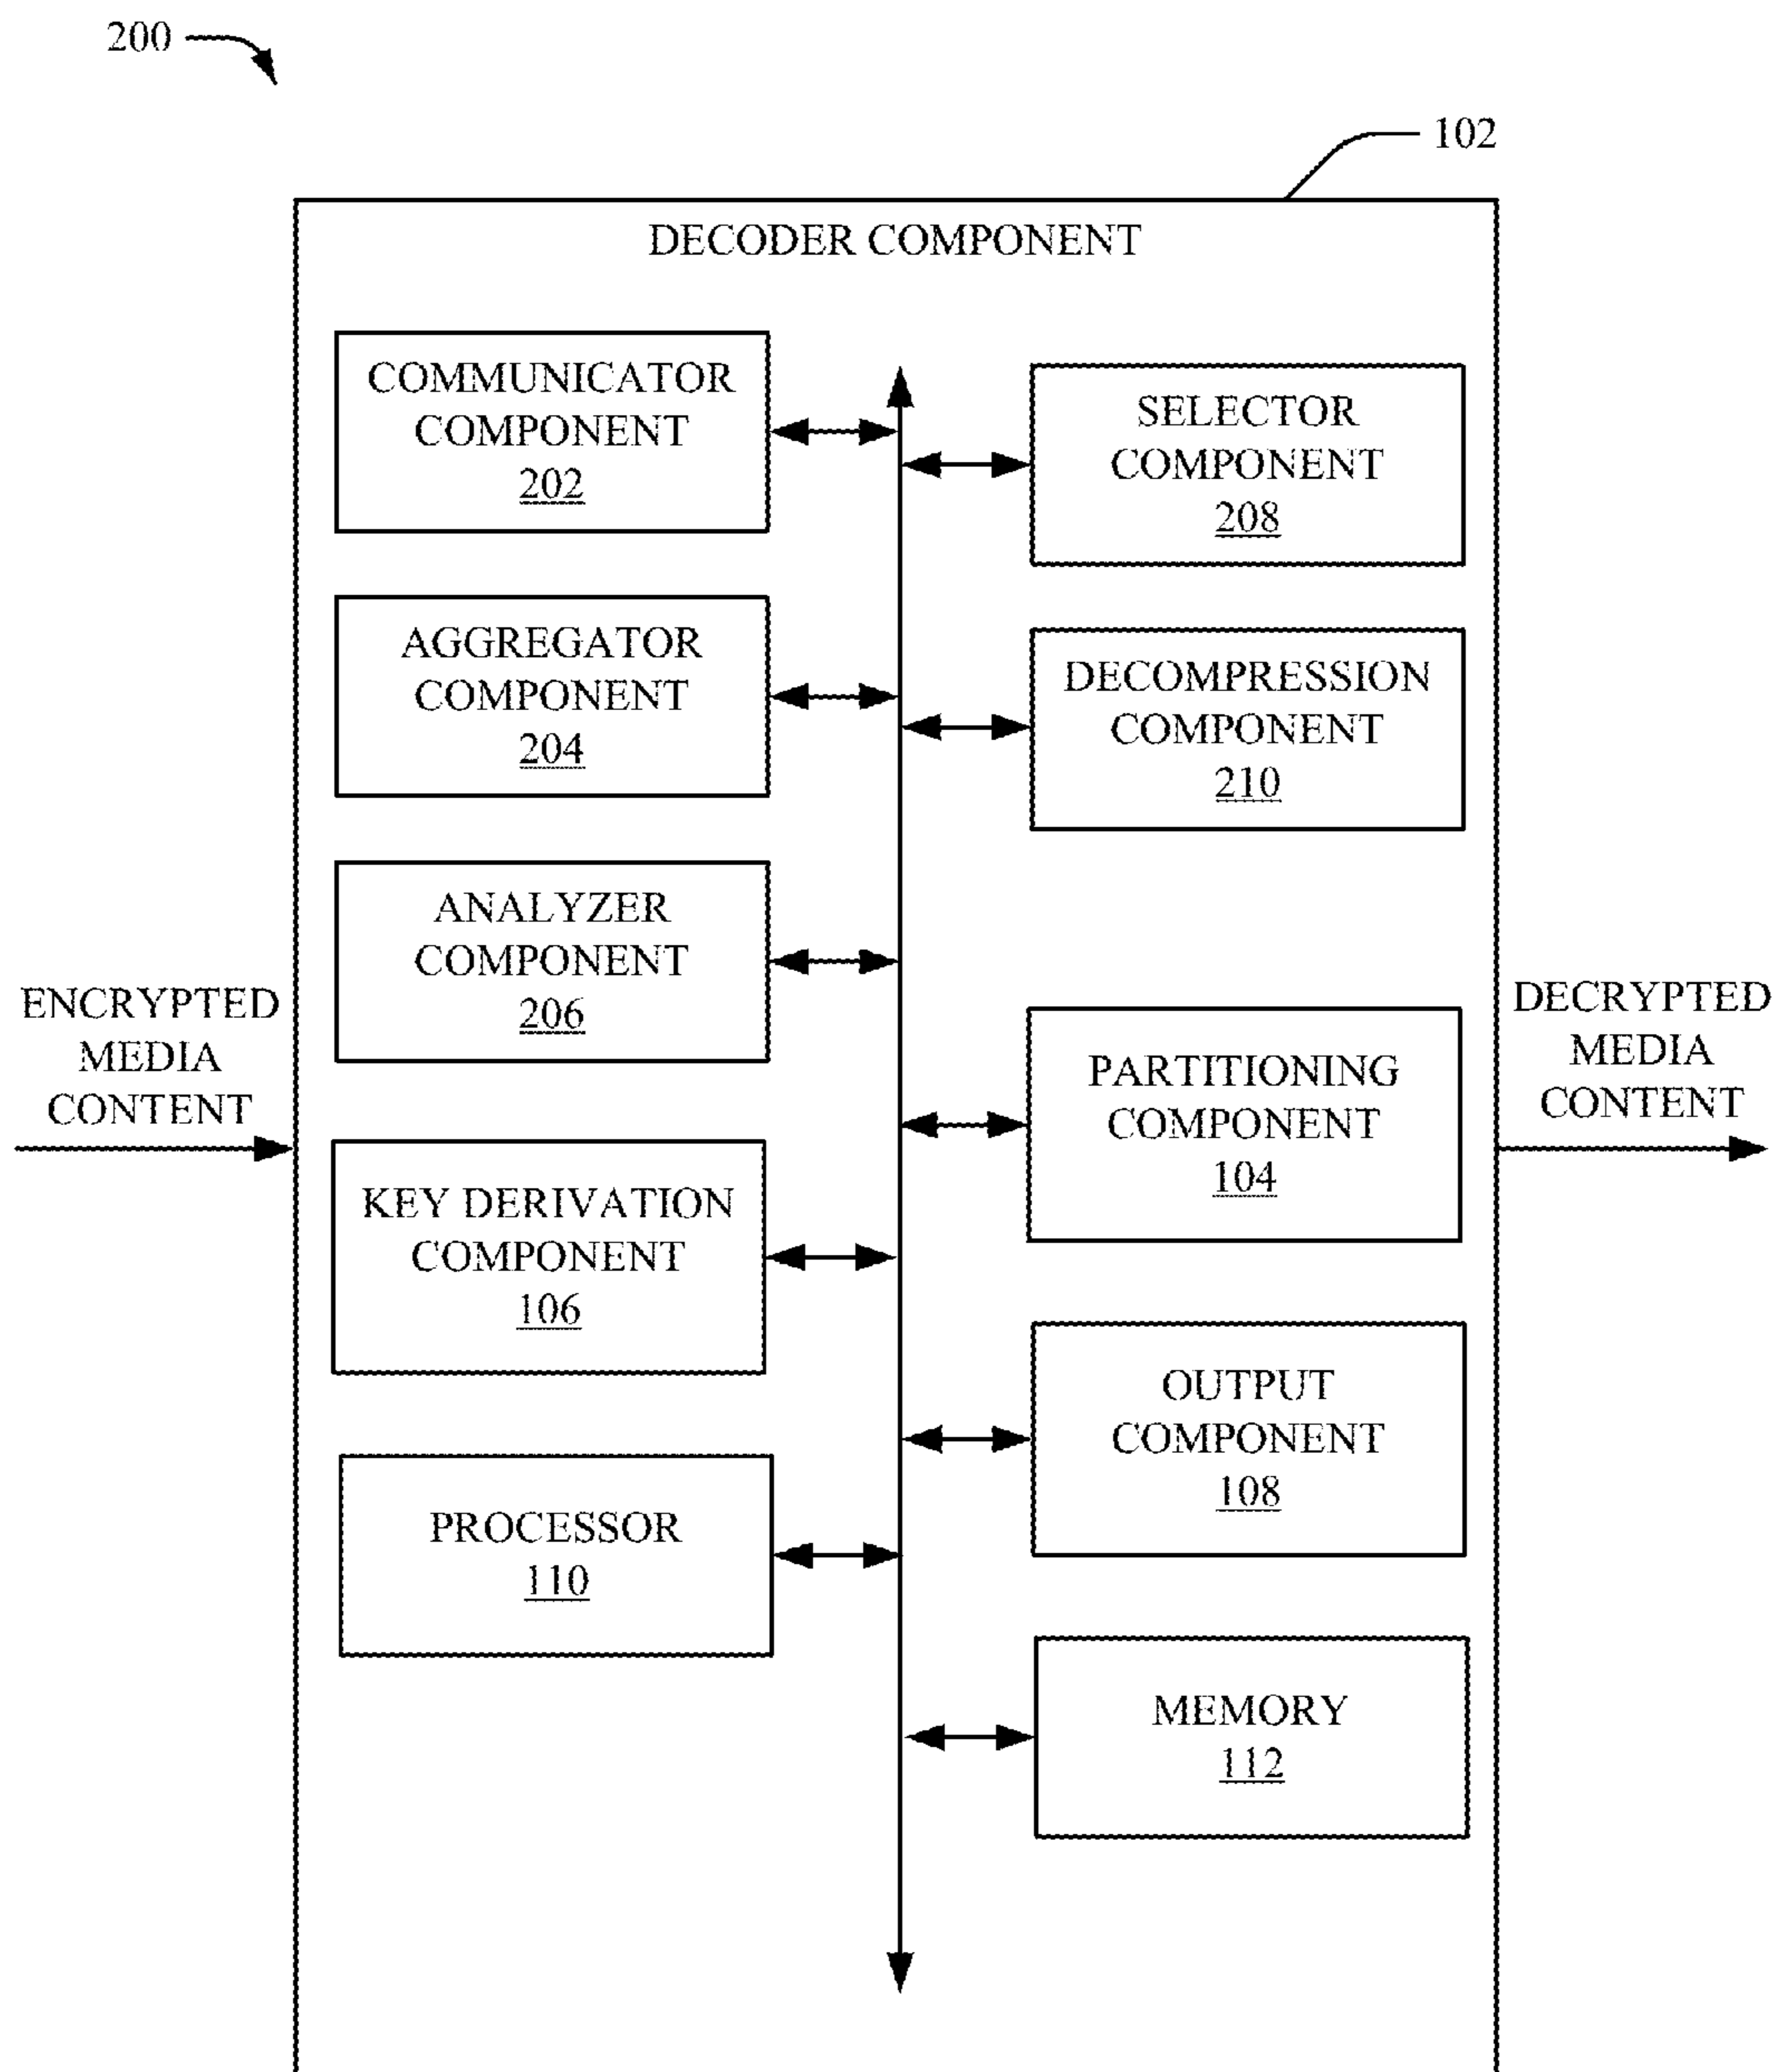 200
102
DECODER COMPONENT
COMMUNICATOR
COMPONENT
202
SELECTOR
COMPONENT
208
AGGREGATOR
COMPONENT
204
DECOMPRESSION
COMPONENT
210
ANALYZER
COMPONENT
206
ENCRYPTED
MEDIA
CONTENT
PARTITIONING
COMPONENT
104
DECRYPTED
MEDIA
CONTENT
KEY DERIVATION
COMPONENT
106
OUTPUT
COMPONENT
108
PROCESSOR
110
MEMORY
112